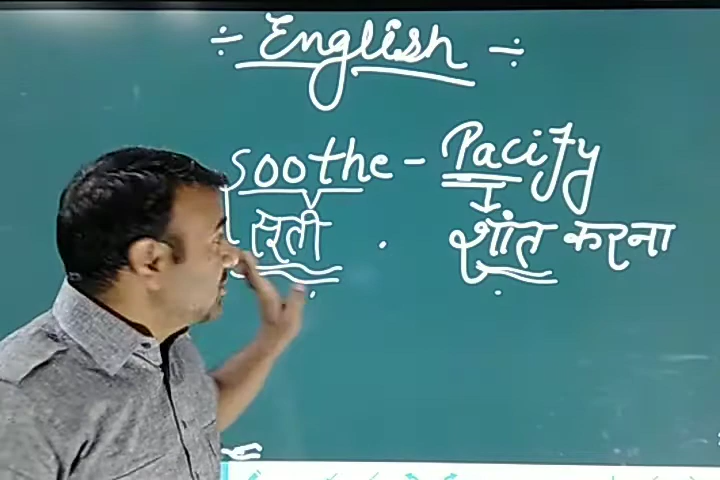 ÷ English ÷
Soothe - Pacify
सूती . शांत करना